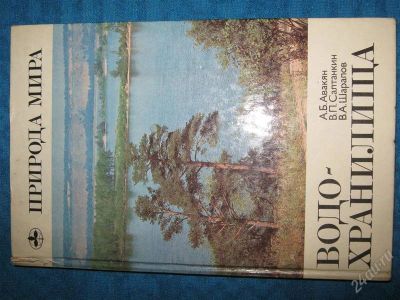 ПРИРОДА МИРА
А.Б.Авакян
В.П.Салтанкин
В.А.Шарапов
ВОДО-
ХРАНИЛИЩА
24au.ru